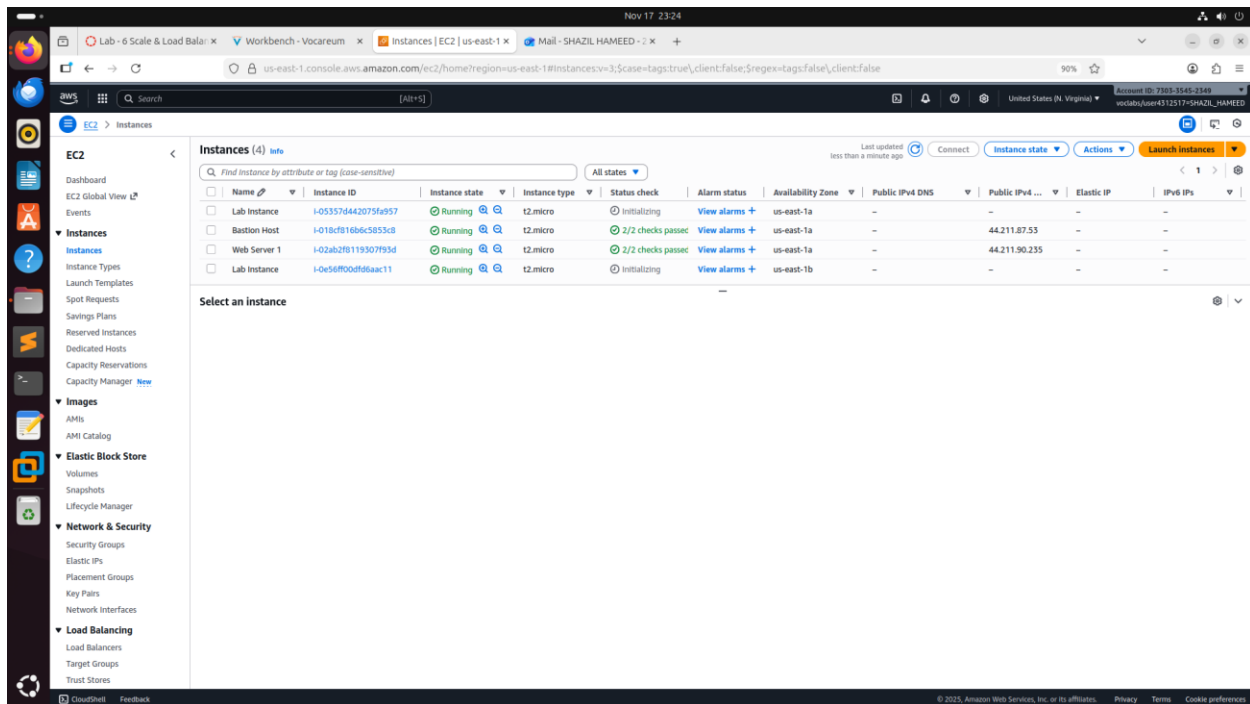 Nov 17 23:24
Lab - 6 Scale & Load Balan
Workbench - Vocareum
Instances | EC2 | us-east-1
Mail - SHAZIL HAMEED - 2
us-east-1.console.aws.amazon.com/ec2/home?region=us-east-1#Instances:v=3;$case=tags:true\,client:false;$regex=tags:false\,client:false
90%
aws
Search
[Alt+S]
United States (N. Virginia)
Account ID: 7303-3545-2349
voclabs/user4312517=SHAZIL_HAMEED
EC2 > Instances
EC2
Dashboard
EC2 Global View
Events
Instances
Instances
Instance Types
Launch Templates
Spot Requests
Savings Plans
Reserved Instances
Dedicated Hosts
Capacity Reservations
Capacity Manager New
Images
AMIs
AMI Catalog
Elastic Block Store
Volumes
Snapshots
Lifecycle Manager
Network & Security
Security Groups
Elastic IPs
Placement Groups
Key Pairs
Network Interfaces
Load Balancing
Load Balancers
Target Groups
Trust Stores
Instances (4) Info
Last updated
less than a minute ago
Connect
Instance state
Actions
Launch instances
Find Instance by attribute or tag (case-sensitive)
All states
1
Name Instance ID Instance state Instance type Status check Alarm status Availability Zone Public IPv4 DNS Public IPv4 ... Elastic IP IPv6 IPs
Lab Instance i-05357d442075fa957 Running t2.micro Initializing View alarms + us-east-1a – – – –
Bastion Host i-018cf816b6c5853c8 Running t2.micro 2/2 checks passed View alarms + us-east-1a – 44.211.87.53 – –
Web Server 1 i-02ab2f8119307f93d Running t2.micro 2/2 checks passed View alarms + us-east-1a – 44.211.90.235 – –
Lab Instance i-0e56ff00dfd6aac11 Running t2.micro Initializing View alarms + us-east-1b – – – –
Select an instance
CloudShell Feedback
© 2025, Amazon Web Services, Inc. or its affiliates. Privacy Terms Cookie preferences